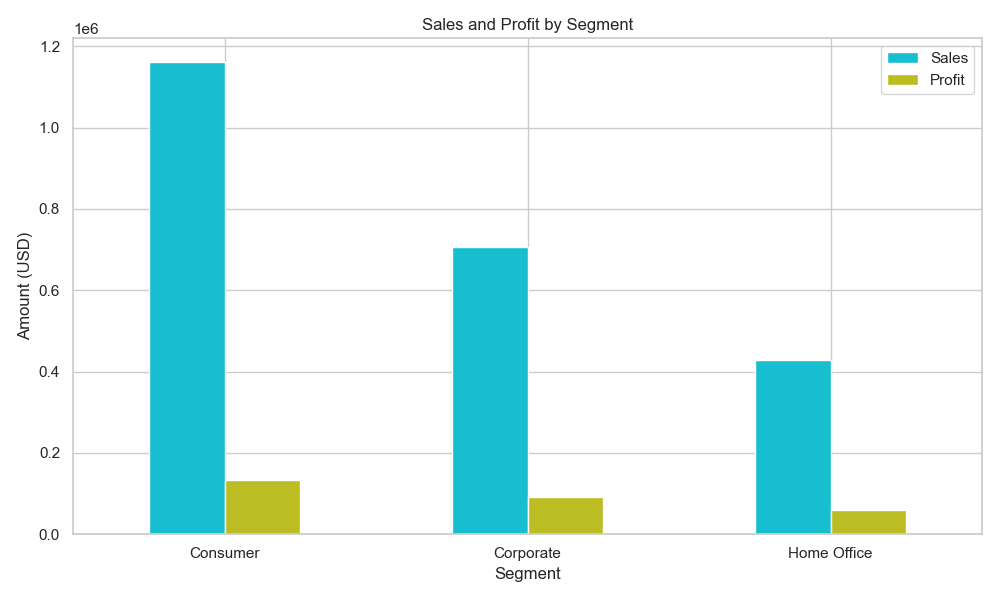 Sales and Profit by Segment
1e6
1.2
1.0
0.8
0.6
0.4
0.2
0.0
Amount (USD)
Sales
Profit
Consumer
Corporate
Home Office
Segment